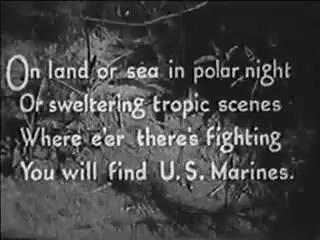 On land or sea in polar night
Or sweltering tropic scenes
Where e'er there's fighting
You will find U.S. Marines.